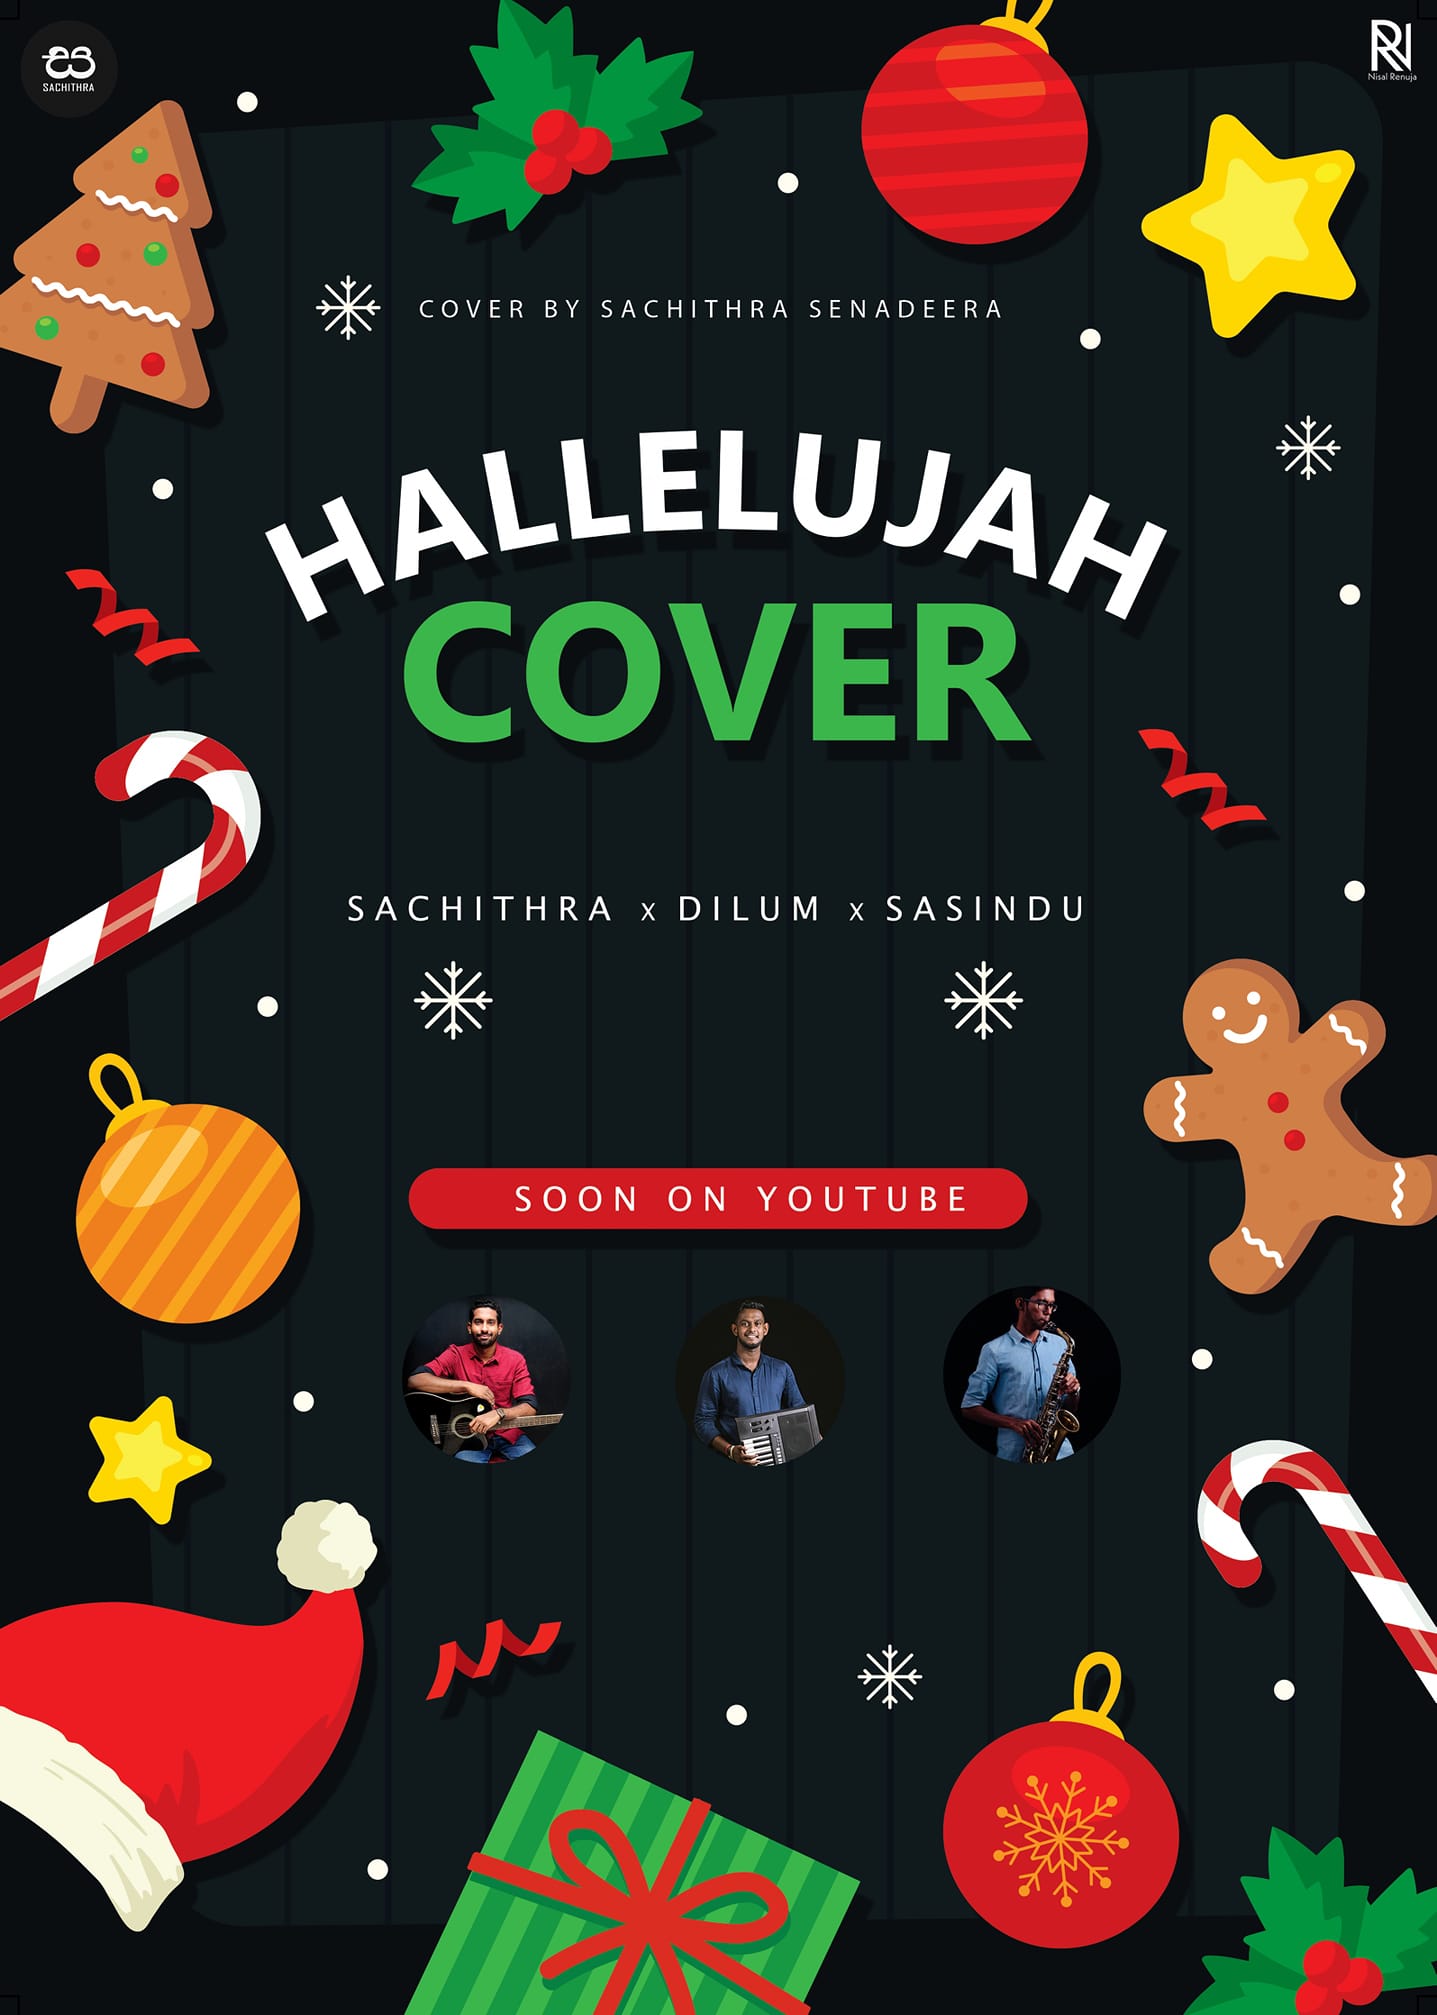 SACHITHRA
Nisal Renuja
COVER BY SACHITHRA SENADEERA
HALLELUJAH
COVER
SACHITHRA x DILUM x SASINDU
SOON ON YOUTUBE